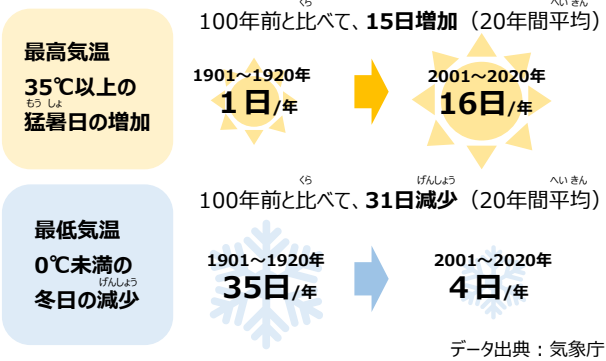 最高気温
35℃以上の
もうしょ
猛暑日の増加
くら へいきん
100年前と比べて、15日増加（20年間平均）
1901～1920年
1日/年
2001～2020年
16日/年
最低気温
0℃未満の
げんしょう
冬日の減少
くら げんしょう へいきん
100年前と比べて、31日減少（20年間平均）
1901～1920年
35日/年
2001～2020年
4日/年
データ出典：気象庁